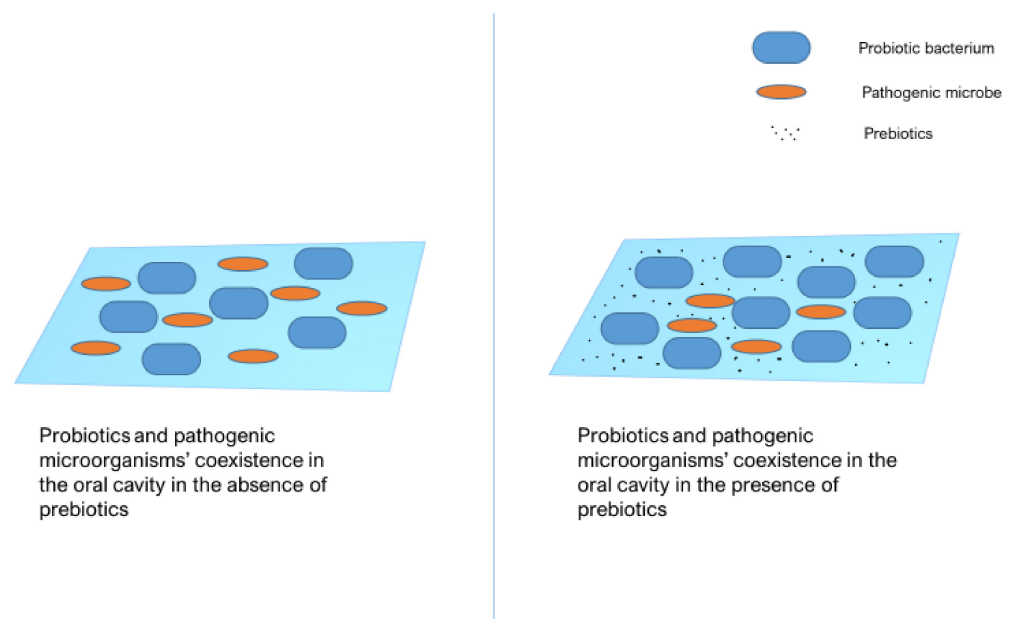 Probiotic bacterium
Pathogenic microbe
Prebiotics
Probiotics and pathogenic
microorganisms’ coexistence in
the oral cavity in the absence of
prebiotics
Probiotics and pathogenic
microorganisms’ coexistence in the
oral cavity in the presence of
prebiotics